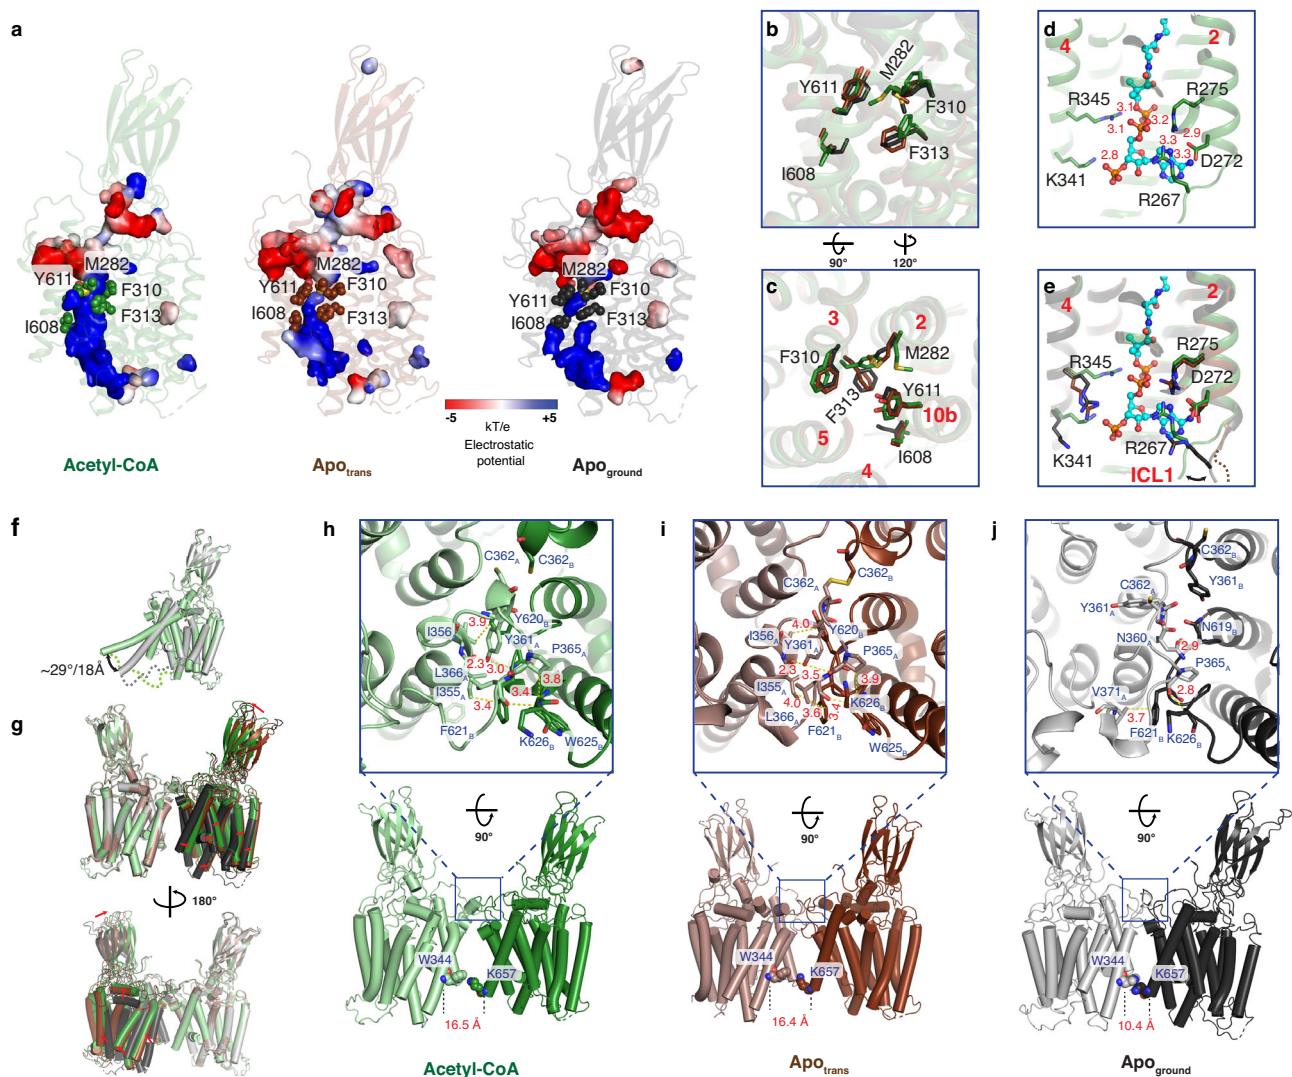 a
M282
Y611
F310
I608
F313
Acetyl-CoA
M282
Y611
F310
I608
F313
Apotrans
M282
Y611
F310
I608
F313
Apoground
-5
+5
kT/e
Electrostatic
potential
b
M282
Y611
F310
F313
I608
90°
120°
c
3
2
F310
M282
F313
Y611
10b
5
I608
4
d
4
2
R275
R345
3.1
3.2
3.1
2.9
3.3
2.8
3.3
D272
K341
R267
e
4
2
R275
R345
D272
R267
K341
ICL1
f
~29°/18Å
g
180°
h
C362A
C362B
3.9
Y620B
I356
Y361A
P365A
2.3
3.0
L366A
3.8
3.4
I355A
3.4
F621B
K626B
W625B
90°
W344
K657
16.5 Å
Acetyl-CoA
i
C362A
C362B
4.0
I356A
Y620B
Y361A
P365A
2.3
3.5
3.9
I355A
K626B
4.0
3.6
3.4
L366A
F621B
W625B
90°
W344
K657
16.4 Å
Apotrans
j
C362B
C362A
Y361B
Y361A
N619B
N360A
2.9
P365A
V371A
2.8
3.7
F621B
K626B
90°
W344
K657
10.4 Å
Apoground